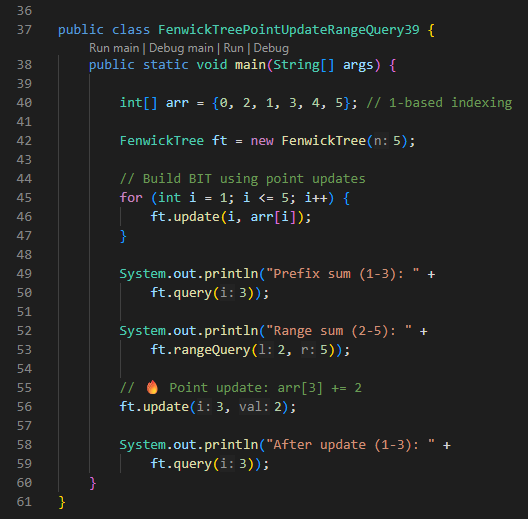 36
37 public class FenwickTreePointUpdateRangeQuery39 {
Run main | Debug main | Run | Debug
38 public static void main(String[] args) {
39
40 int[] arr = {0, 2, 1, 3, 4, 5}; // 1-based indexing
41
42 FenwickTree ft = new FenwickTree(n:5);
43
44 // Build BIT using point updates
45 for (int i = 1; i <= 5; i++) {
46 ft.update(i, arr[i]);
47 }
48
49 System.out.println("Prefix sum (1-3): " +
50 ft.query(i:3));
51
52 System.out.println("Range sum (2-5): " +
53 ft.rangeQuery(l:2, r:5));
54
55 // 🔥 Point update: arr[3] += 2
56 ft.update(i:3, val:2);
57
58 System.out.println("After update (1-3): " +
59 ft.query(i:3));
60 }
61 }